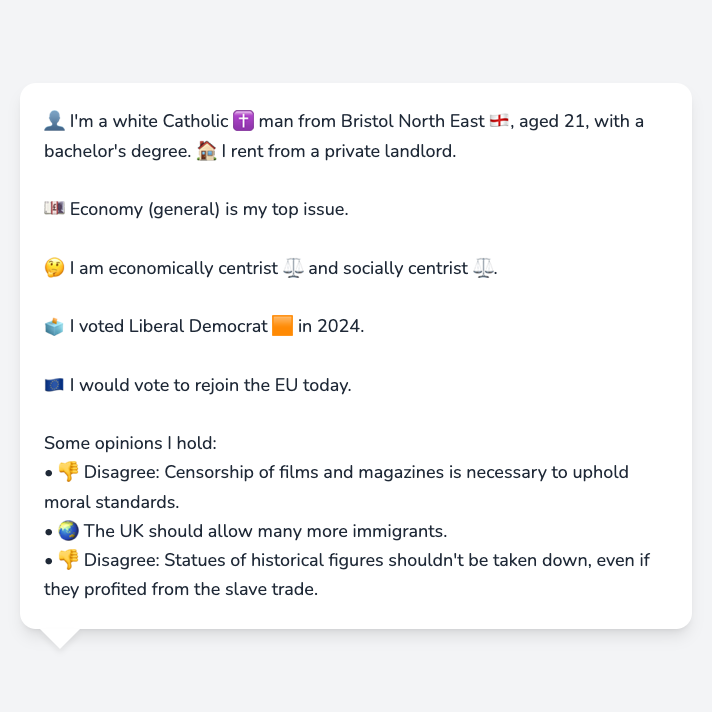 👤 I'm a white Catholic ✝️ man from Bristol North East 🏴󠁧󠁢󠁥󠁮󠁧󠁿, aged 21, with a
bachelor's degree. 🏠 I rent from a private landlord.
💷 Economy (general) is my top issue.
🤔 I am economically centrist ⚖️ and socially centrist ⚖️.
🗳️ I voted Liberal Democrat 🟧 in 2024.
🇪🇺 I would vote to rejoin the EU today.
Some opinions I hold:
• 👎 Disagree: Censorship of films and magazines is necessary to uphold
moral standards.
• 🌏 The UK should allow many more immigrants.
• 👎 Disagree: Statues of historical figures shouldn't be taken down, even if
they profited from the slave trade.